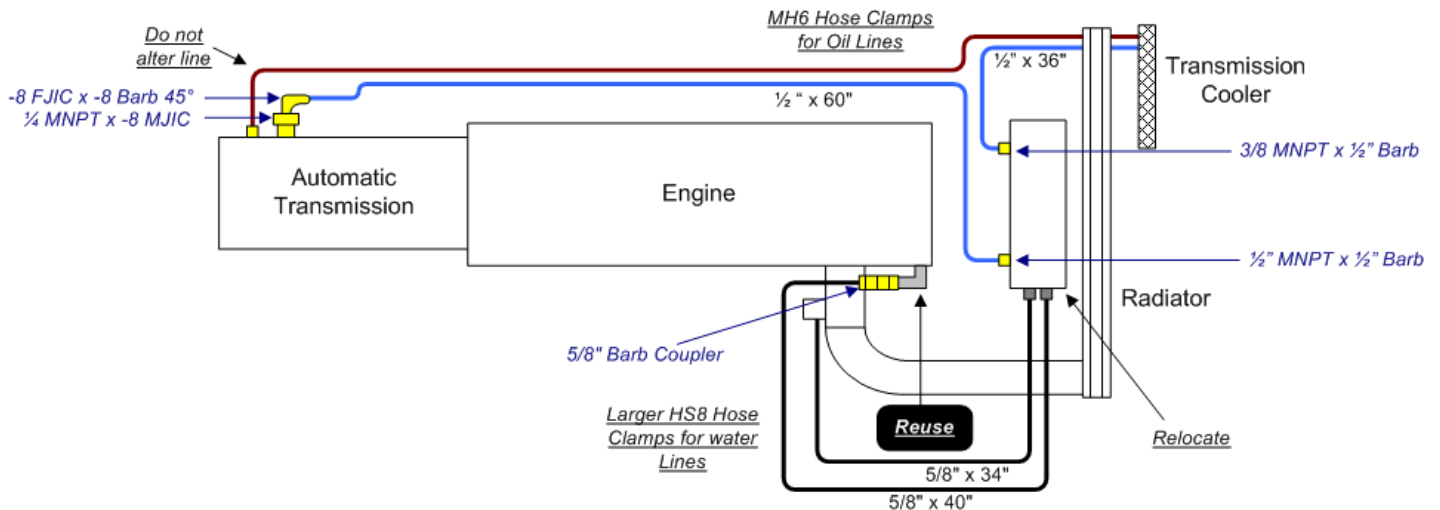 MH6 Hose Clamps
for Oil Lines
Do not
alter line
½” x 36"
Transmission
Cooler
-8 FJIC x -8 Barb 45°
¼ MNPT x -8 MJIC
½ “ x 60"
3/8 MNPT x ½” Barb
Automatic
Transmission
Engine
½” MNPT x ½” Barb
Radiator
5/8" Barb Coupler
Larger HS8 Hose
Clamps for water
Lines
Reuse
Relocate
5/8" x 34"
5/8" x 40"